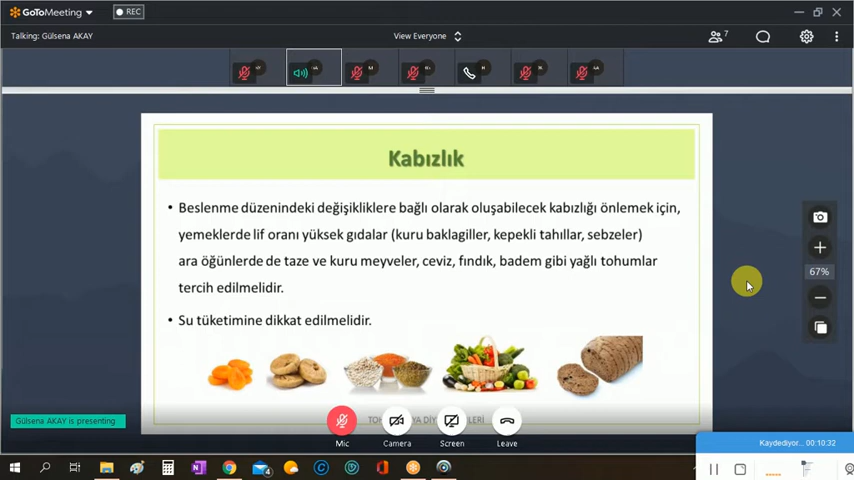 GoToMeeting
REC
Talking: Gülsena AKAY
View Everyone
7
Kabızlık
• Beslenme düzenindeki değişikliklere bağlı olarak oluşabilecek kabızlığı önlemek için,
yemeklerde lif oranı yüksek gıdalar (kuru baklagiller, kepekli tahıllar, sebzeler)
ara öğünlerde de taze ve kuru meyveler, ceviz, fındık, badem gibi yağlı tohumlar
tercih edilmelidir.
• Su tüketimine dikkat edilmelidir.
67%
Gülsena AKAY is presenting
Mic
Camera
Screen
Leave
Kaydediyor... 00:10:32
4